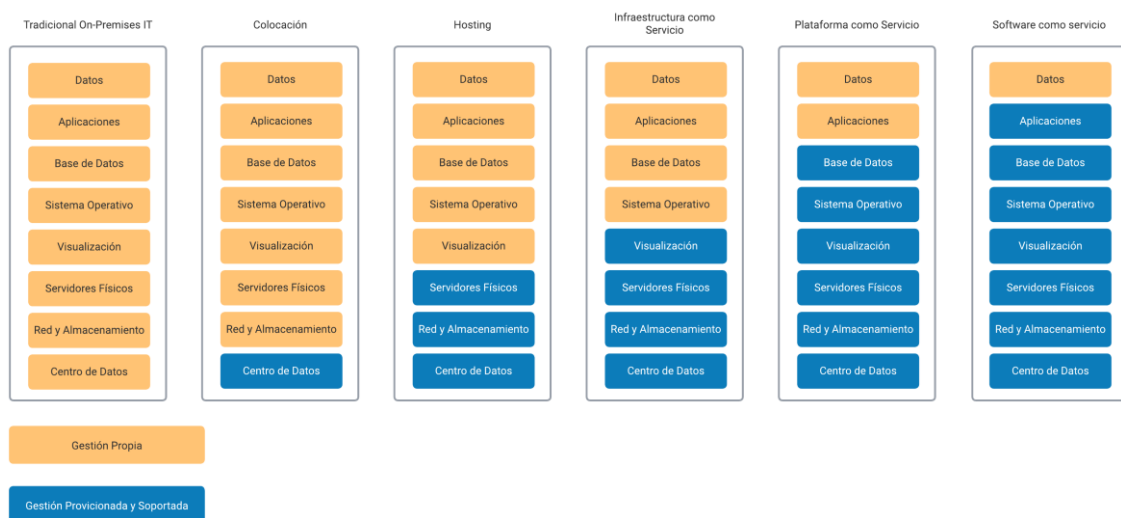 Tradicional On-Premises IT
Datos
Aplicaciones
Base de Datos
Sistema Operativo
Visualización
Servidores Físicos
Red y Almacenamiento
Centro de Datos
Colocación
Datos
Aplicaciones
Base de Datos
Sistema Operativo
Visualización
Servidores Físicos
Red y Almacenamiento
Centro de Datos
Hosting
Datos
Aplicaciones
Base de Datos
Sistema Operativo
Visualización
Servidores Físicos
Red y Almacenamiento
Centro de Datos
Infraestructura como
Servicio
Datos
Aplicaciones
Base de Datos
Sistema Operativo
Visualización
Servidores Físicos
Red y Almacenamiento
Centro de Datos
Plataforma como Servicio
Datos
Aplicaciones
Base de Datos
Sistema Operativo
Visualización
Servidores Físicos
Red y Almacenamiento
Centro de Datos
Software como servicio
Datos
Aplicaciones
Base de Datos
Sistema Operativo
Visualización
Servidores Físicos
Red y Almacenamiento
Centro de Datos
Gestión Propia
Gestión Provicionada y Soportada